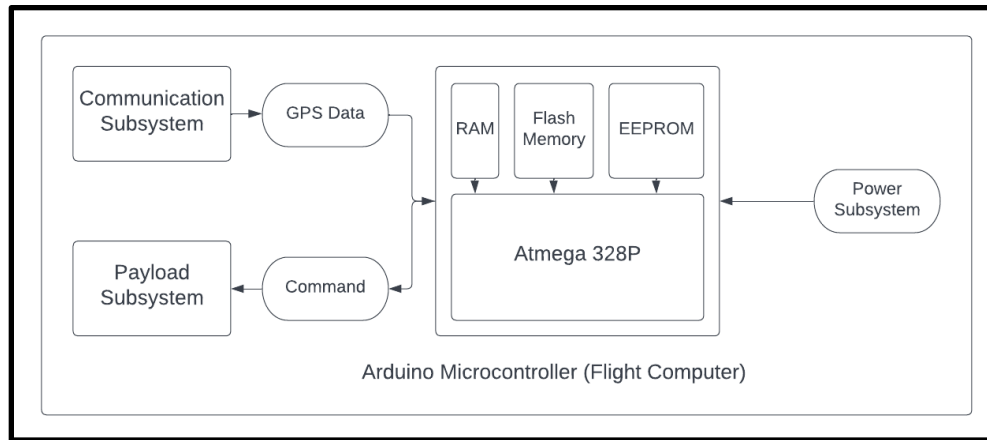 Communication
Subsystem
GPS Data
RAM
Flash
Memory
EEPROM
Power
Subsystem
Atmega 328P
Payload
Subsystem
Command
Arduino Microcontroller (Flight Computer)